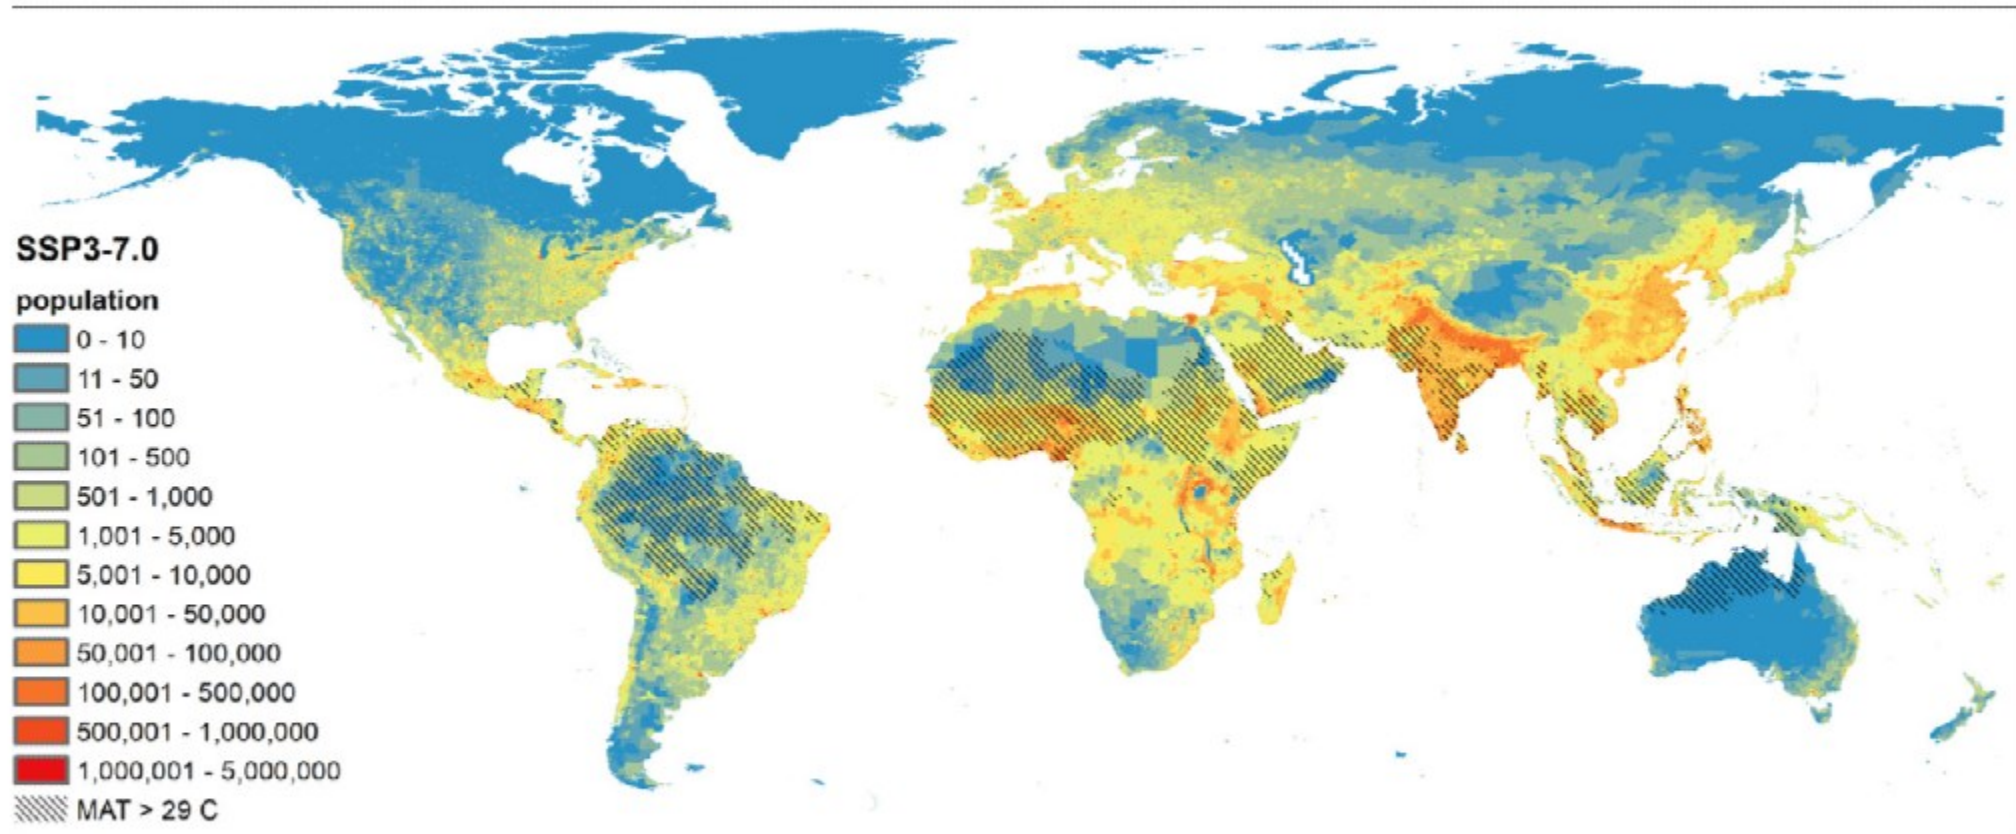 SSP3-7.0
population
0 - 10
11 - 50
51 - 100
101 - 500
501 - 1,000
1,001 - 5,000
5,001 - 10,000
10,001 - 50,000
50,001 - 100,000
100,001 - 500,000
500,001 - 1,000,000
1,000,001 - 5,000,000
MAT > 29 C